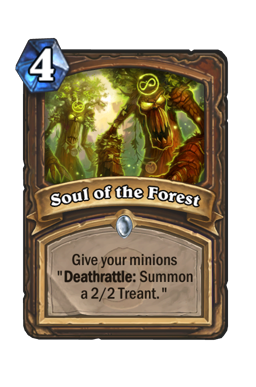 4
Soul of the Forest
Give your minions
"Deathrattle: Summon
a 2/2 Treant."